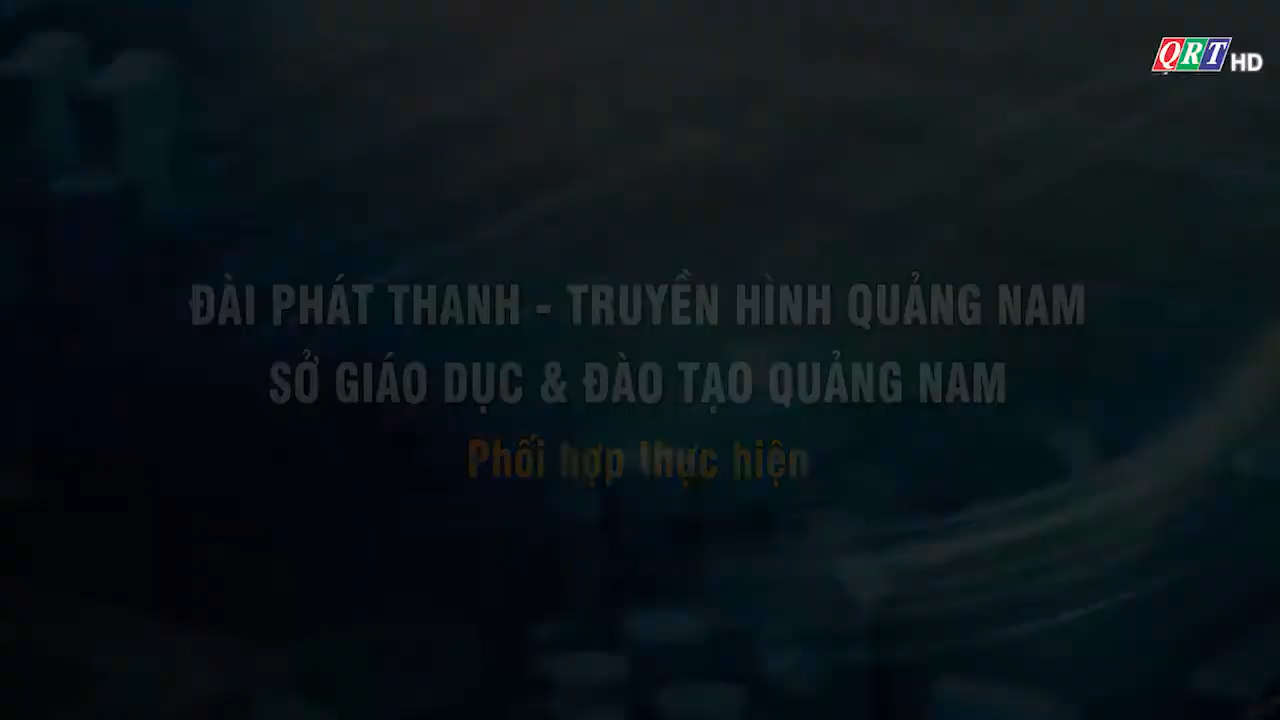 QRT HD
ĐÀI PHÁT THANH - TRUYỀN HÌNH QUẢNG NAM
SỞ GIÁO DỤC & ĐÀO TẠO QUẢNG NAM
Phối hợp thực hiện